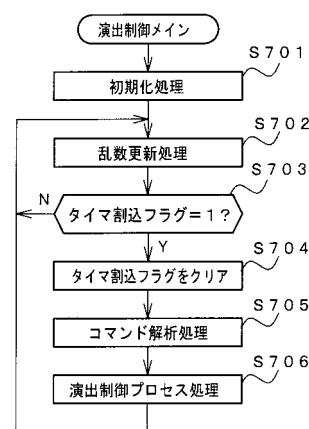 演出制御メイン
S701
初期化処理
S702
乱数更新処理
S703
タイマ割込フラグ=1?
N
Y
S704
タイマ割込フラグをクリア
S705
コマンド解析処理
S706
演出制御プロセス処理